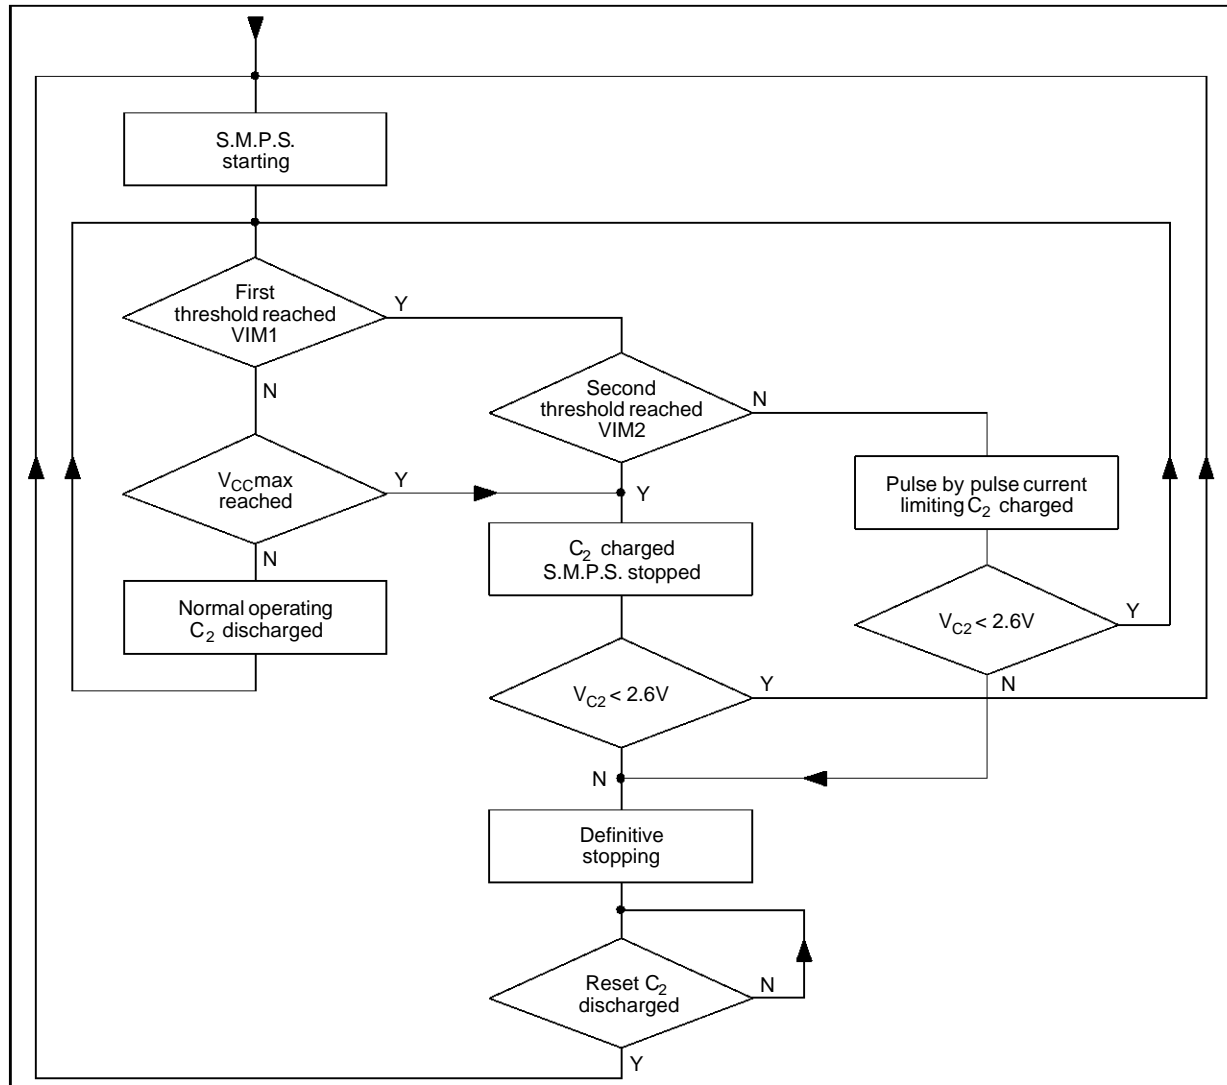 S.M.P.S.
starting
First
threshold reached
VIM1
Y
N
Second
threshold reached
VIM2
N
Y
VCCmax
reached
Y
N
Pulse by pulse current
limiting C2 charged
C2 charged
S.M.P.S. stopped
Normal operating
C2 discharged
VC2 < 2.6V
Y
N
VC2 < 2.6V
Y
N
Definitive
stopping
Reset C2
discharged
N
Y